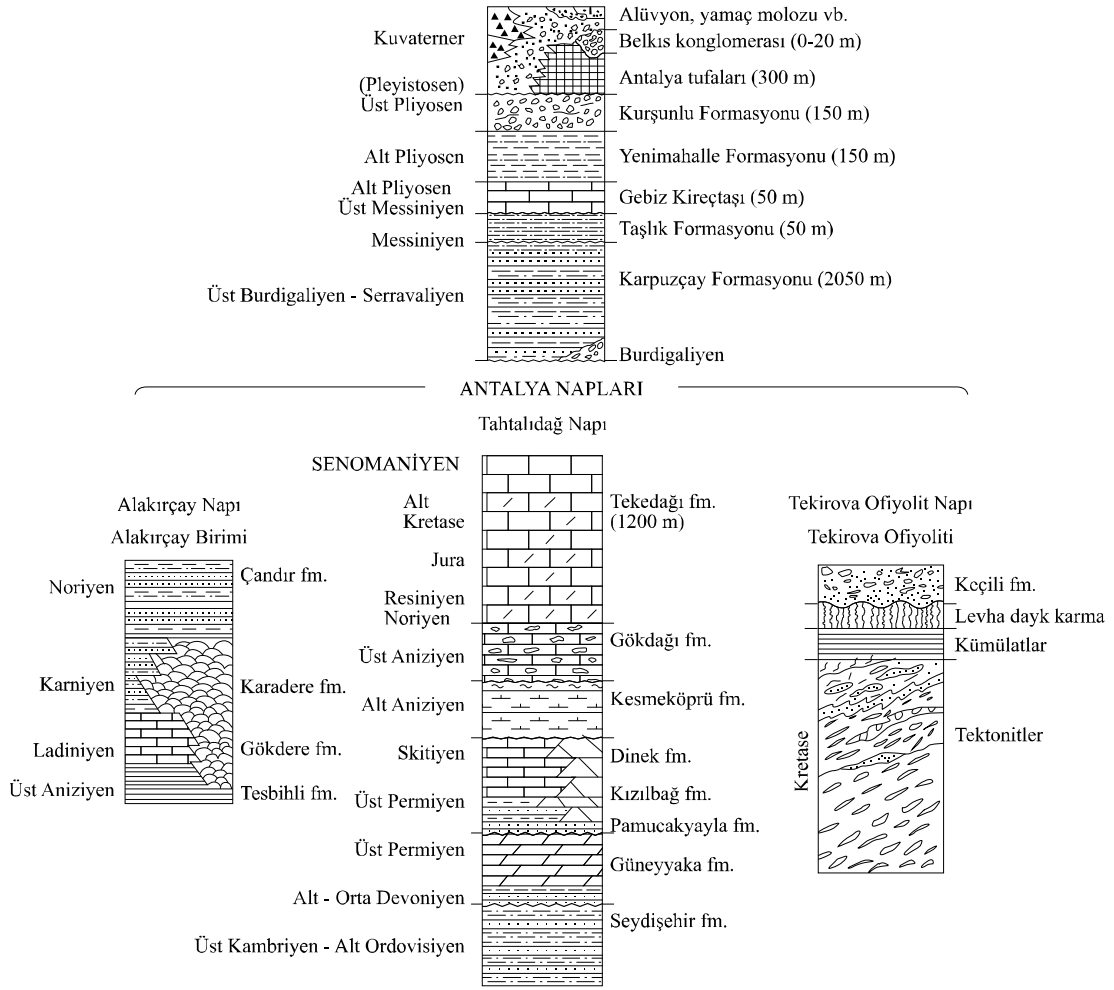 Alüvyon, yamaç molozu vb.
Kuvaterner
Belkıs konglomerası (0-20 m)
Antalya tufaları (300 m)
(Pleyistosen)
Üst Pliyosen
Kurşunlu Formasyonu (150 m)
Alt Pliyosen
Yenimahalle Formasyonu (150 m)
Alt Pliyosen
Üst Messiniyen
Gebiz Kireçtaşı (50 m)
Taşlık Formasyonu (50 m)
Messiniyen
Karpuzçay Formasyonu (2050 m)
Üst Burdigaliyen - Serravaliyen
Burdigaliyen
ANTALYA NAPLARI
Tahtalıdağ Napı
SENOMANİYEN
Alt
Kretase
Tekedağı fm.
(1200 m)
Jura
Resiniyen
Noriyen
Gökdağı fm.
Üst Aniziyen
Kesmeköprü fm.
Alt Aniziyen
Skitiyen
Dinek fm.
Kızılbağ fm.
Üst Permiyen
Pamucakyayla fm.
Üst Permiyen
Güneyyaka fm.
Alt - Orta Devoniyen
Seydişehir fm.
Üst Kambriyen - Alt Ordovisiyen
Alakırçay Napı
Alakırçay Birimi
Çandır fm.
Noriyen
Karniyen
Karadere fm.
Ladiniyen
Gökdere fm.
Üst Aniziyen
Tesbihli fm.
Tekirova Ofiyolit Napı
Tekirova Ofiyoliti
Keçili fm.
Levha dayk karma
Kümülatlar
Tektonitler
Kretase